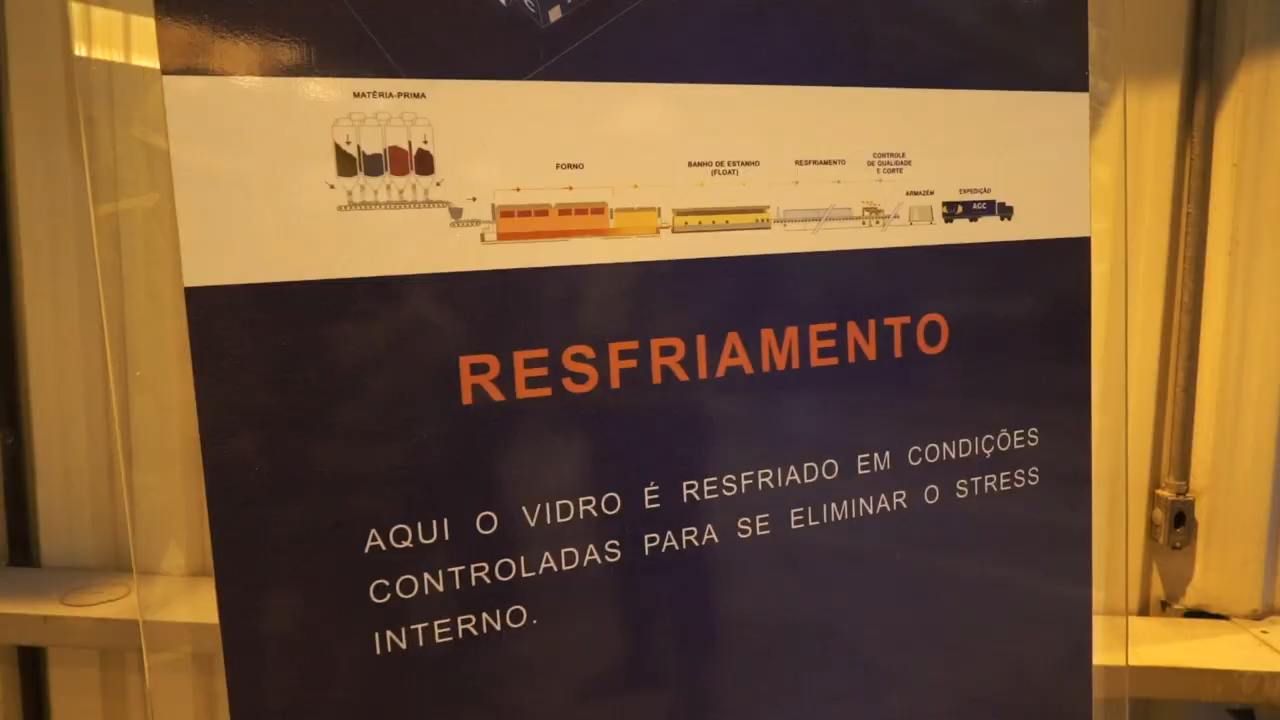 MATÉRIA-PRIMA
FORNO
BANHO DE ESTANHO
(FLOAT)
RESFRIAMENTO
CONTROLE
DE QUALIDADE
E CORTE
ARMAZÉM
EXPEDIÇÃO
AGC
RESFRIAMENTO
AQUI O VIDRO É RESFRIADO EM CONDIÇÕES
CONTROLADAS PARA SE ELIMINAR O STRESS
INTERNO.